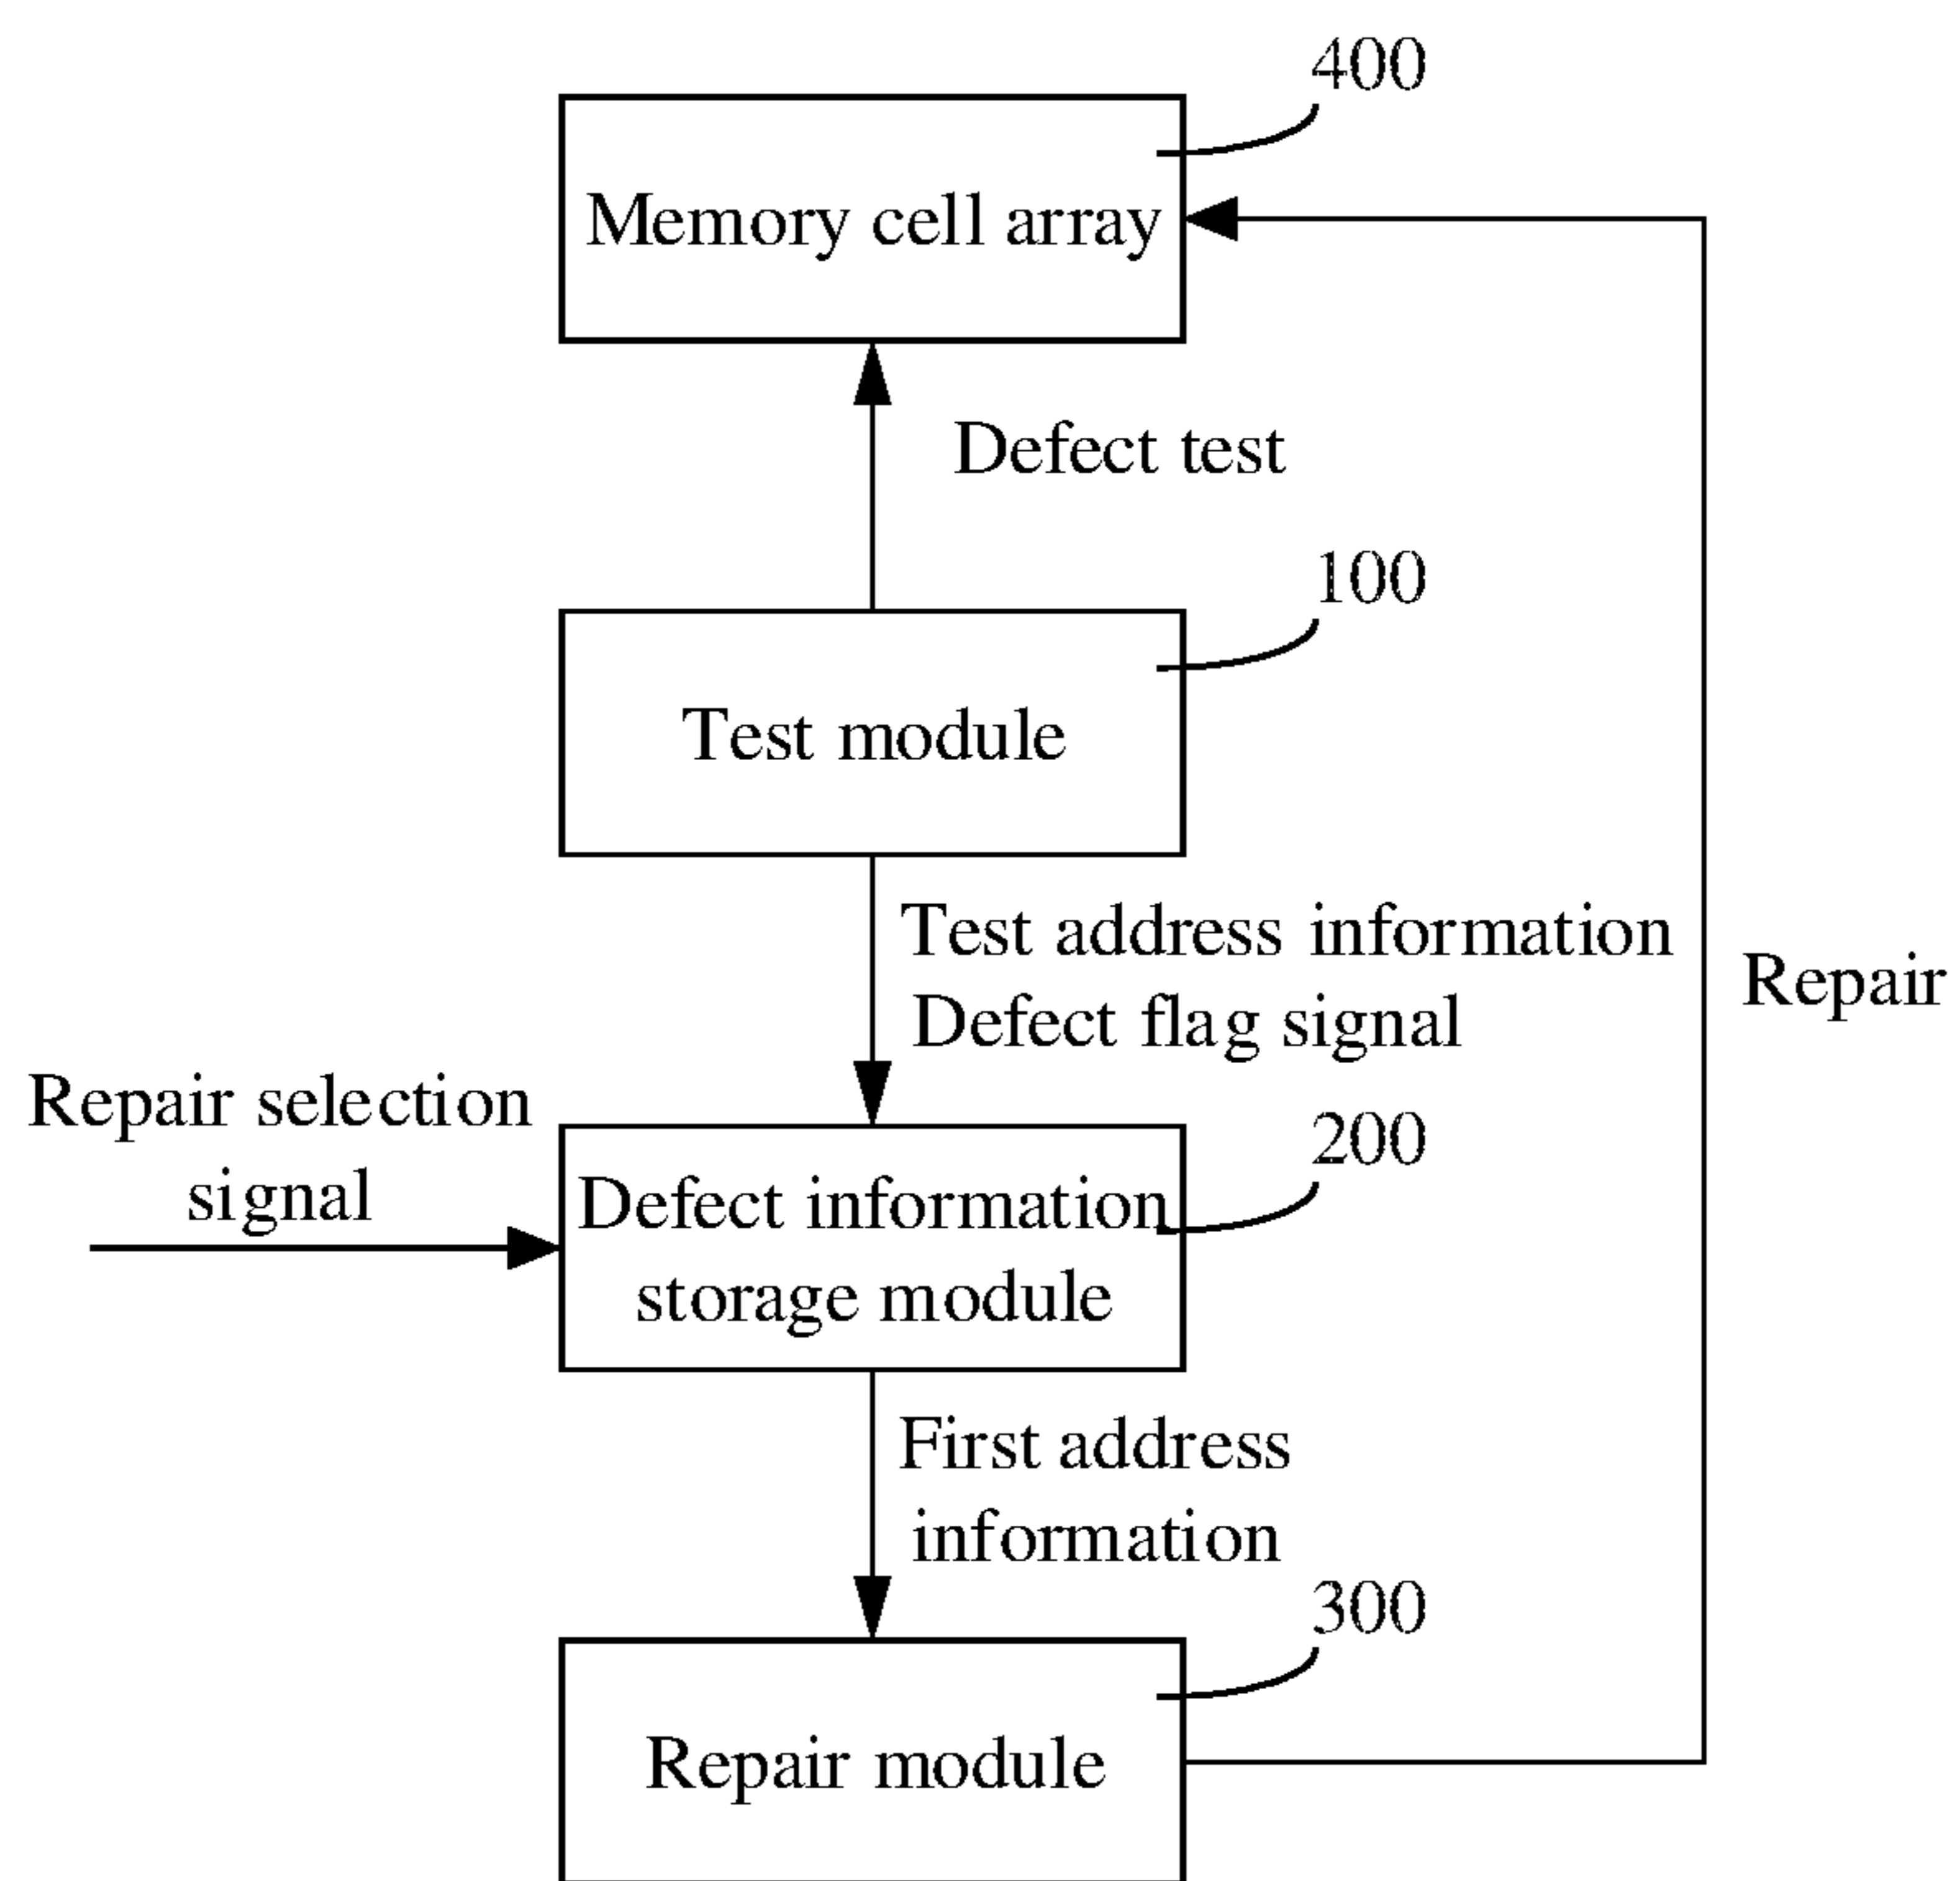 400
Memory cell array
Defect test
100
Test module
Test address information
Defect flag signal
Repair
Repair selection
signal
200
Defect information
storage module
First address
information
300
Repair module